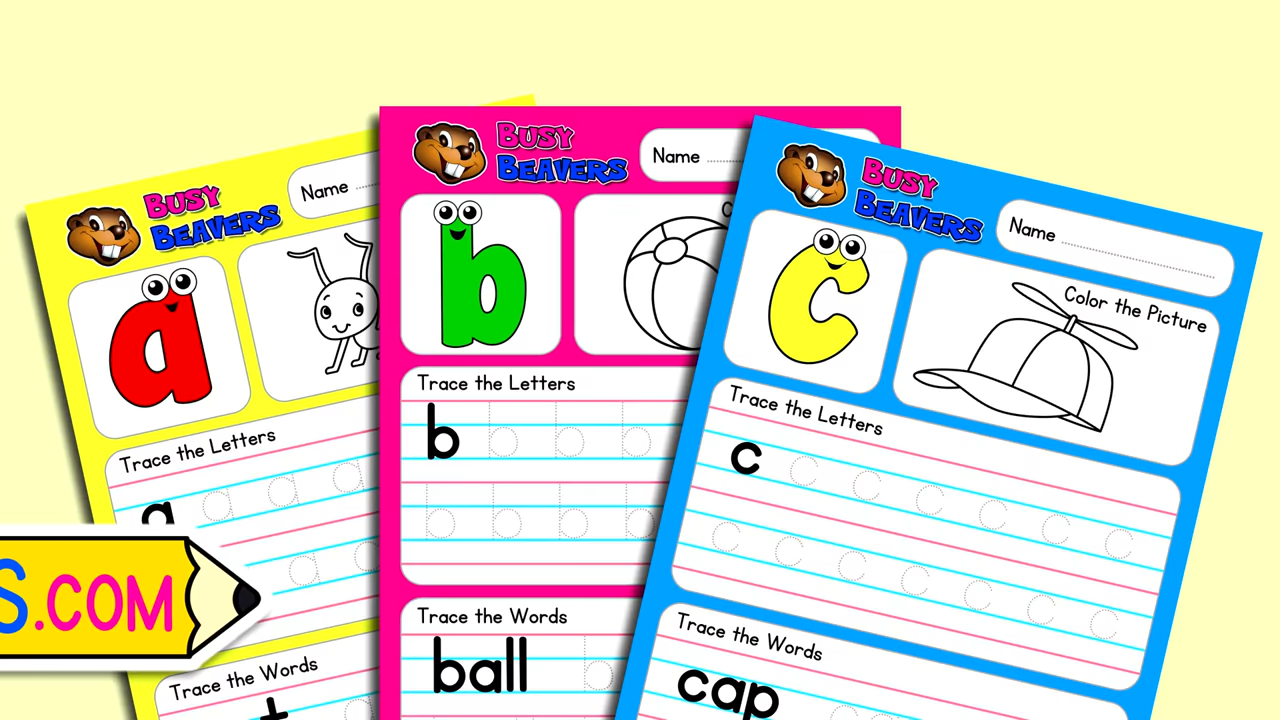 BUSY
BEAVERS
Name
a
Trace the Letters
a a a a
a a
Trace the Words
BUSY
BEAVERS
Name
b
Trace the Letters
b b b b
b b b b
Trace the Words
ball b
BUSY
BEAVERS
Name
c
Color the Picture
Trace the Letters
c c c c c c c
c c c c c c c
Trace the Words
cap
S.COM